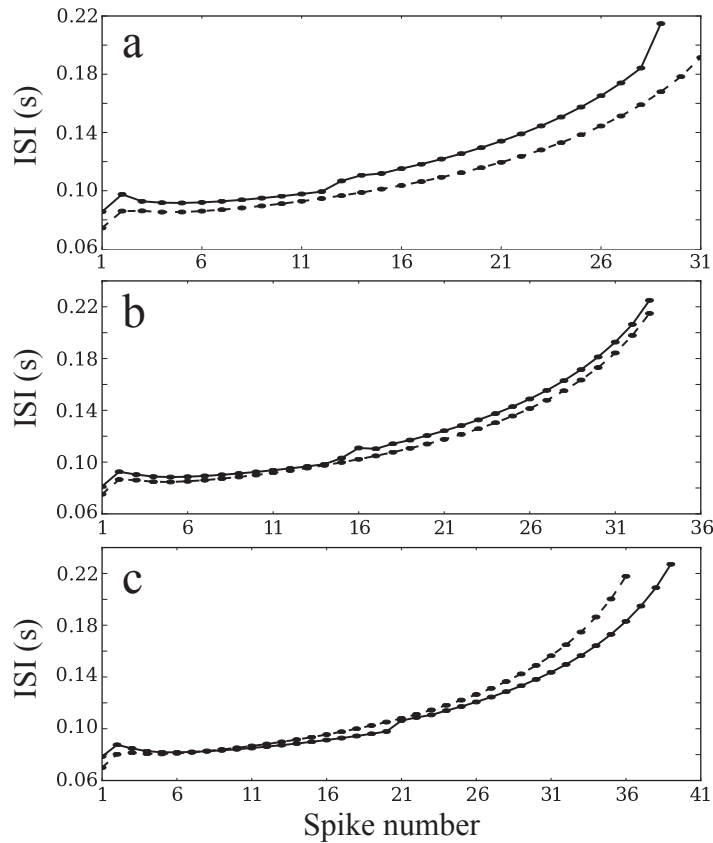 a
ISI (s)
0.22
0.18
0.14
0.10
0.06
1 6 11 16 21 26 31
b
ISI (s)
0.22
0.18
0.14
0.10
0.06
1 6 11 16 21 26 31 36
c
ISI (s)
0.22
0.18
0.14
0.10
0.06
1 6 11 16 21 26 31 36 41
Spike number